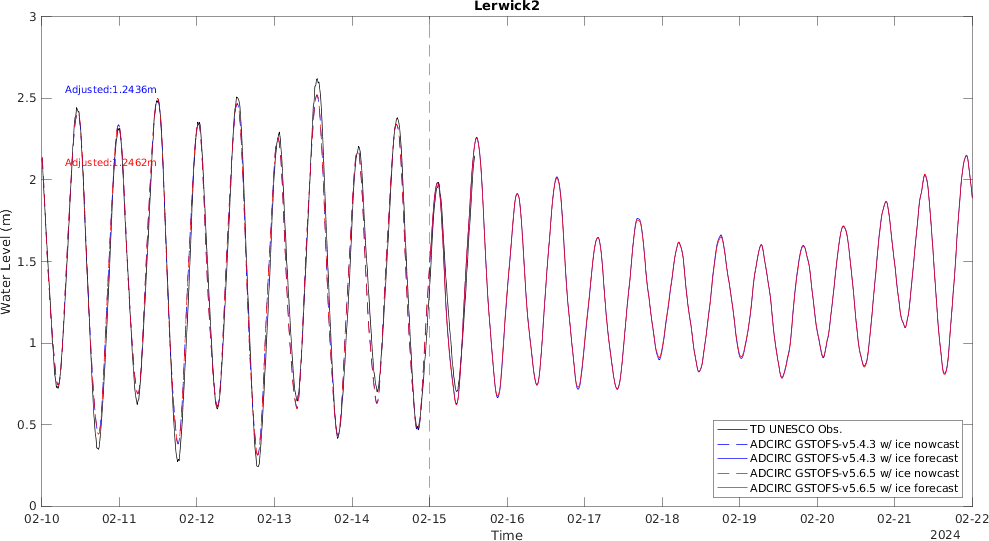 Lerwick2
3
2.5
2
1.5
1
0.5
0
Water Level (m)
Adjusted:1.2436m
Adjusted:1.2462m
TD UNESCO Obs.
ADCIRC GSTOFS-v5.4.3 w/ ice nowcast
ADCIRC GSTOFS-v5.4.3 w/ ice forecast
ADCIRC GSTOFS-v5.6.5 w/ ice nowcast
ADCIRC GSTOFS-v5.6.5 w/ ice forecast
02-10 02-11 02-12 02-13 02-14 02-15 02-16 02-17 02-18 02-19 02-20 02-21 02-22
Time
2024